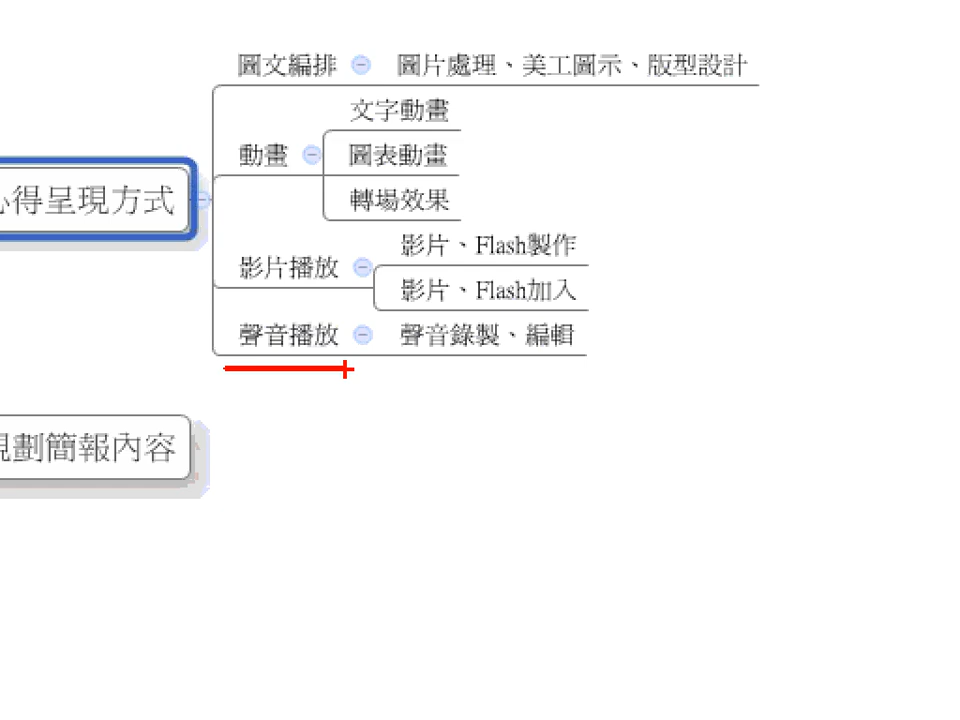 圖文編排 圖片處理、美工圖示、版型設計
文字動畫
動畫 圖表動畫
轉場效果
心得呈現方式
影片、Flash製作
影片播放
影片、Flash加入
聲音播放 聲音錄製、編輯
規劃簡報內容